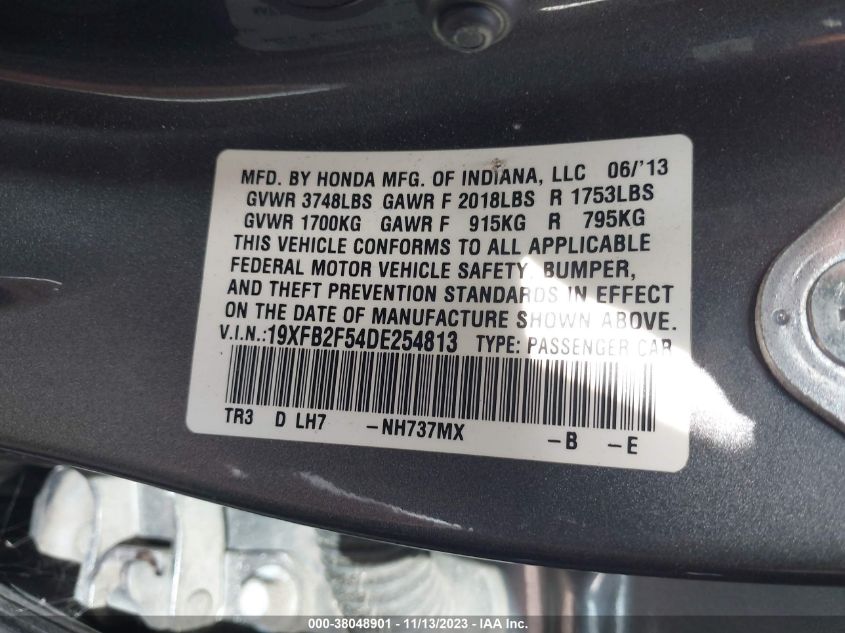 MFD. BY HONDA MFG. OF INDIANA, LLC 06/'13
GVWR 3748LBS GAWR F 2018LBS R 1753LBS
GVWR 1700KG GAWR F 915KG R 795KG
THIS VEHICLE CONFORMS TO ALL APPLICABLE
FEDERAL MOTOR VEHICLE SAFETY, BUMPER,
AND THEFT PREVENTION STANDARDS IN EFFECT
ON THE DATE OF MANUFACTURE SHOWN ABOVE.
V.I.N.:19XFB2F54DE254813 TYPE: PASSENGER CAR
TR3 D LH7 -NH737MX -B -E
000-38048901 - 11/13/2023 - IAA Inc.